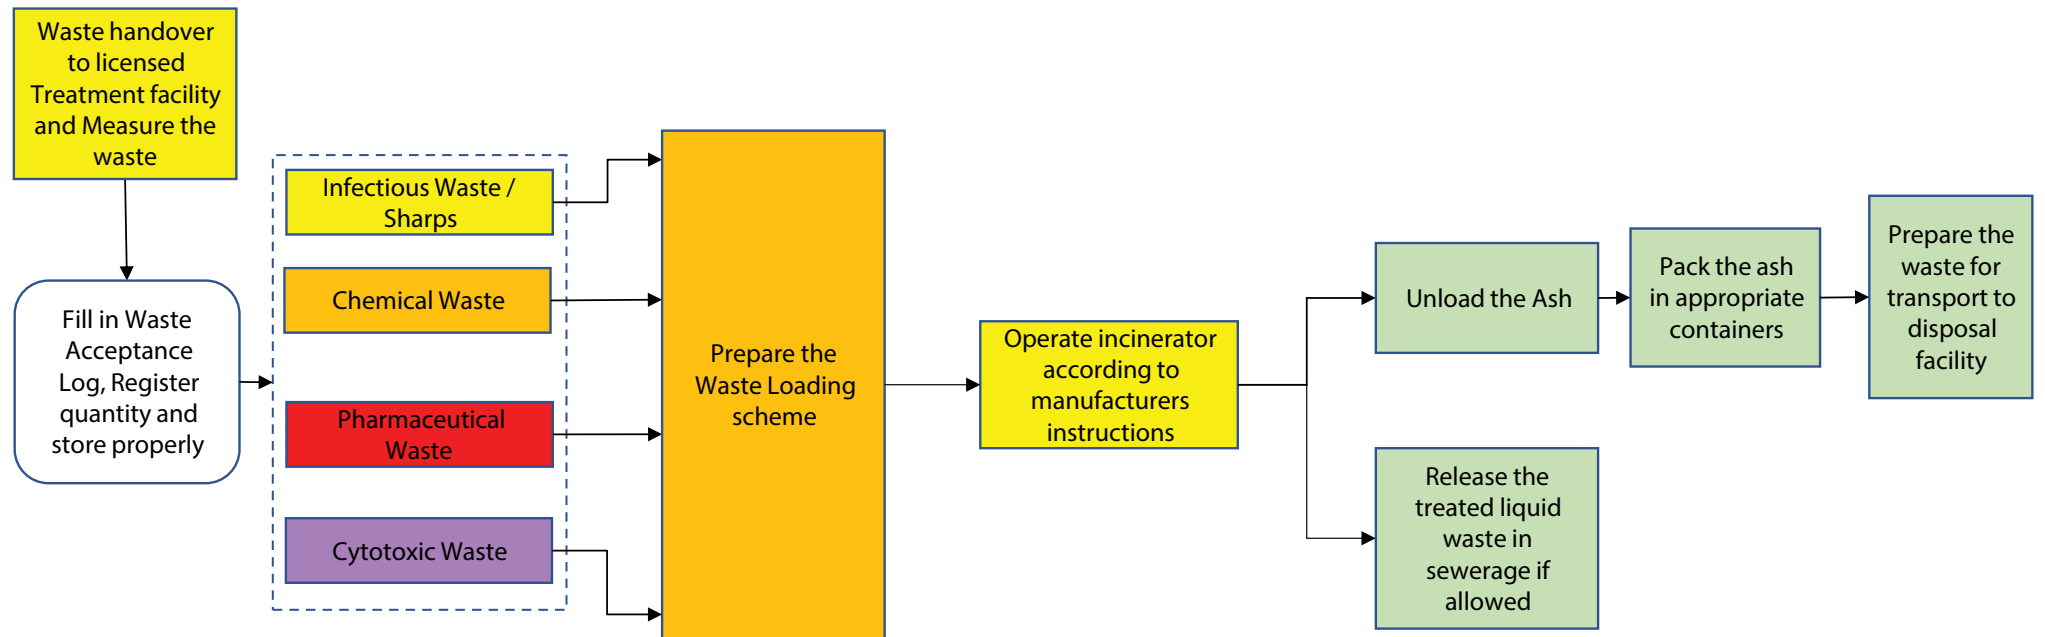 Waste handover
to licensed
Treatment facility
and Measure the
waste
Fill in Waste
Acceptance
Log, Register
quantity and
store properly
Infectious Waste /
Sharps
Chemical Waste
Pharmaceutical
Waste
Cytotoxic Waste
Prepare the
Waste Loading
scheme
Operate incinerator
according to
manufacturers
instructions
Unload the Ash
Pack the ash
in appropriate
containers
Prepare the
waste for
transport to
disposal
facility
Release the
treated liquid
waste in
sewerage if
allowed